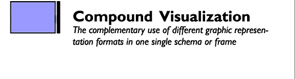 Compound Visualization
The complementary use of different graphic represen-
tation formats in one single schema or frame